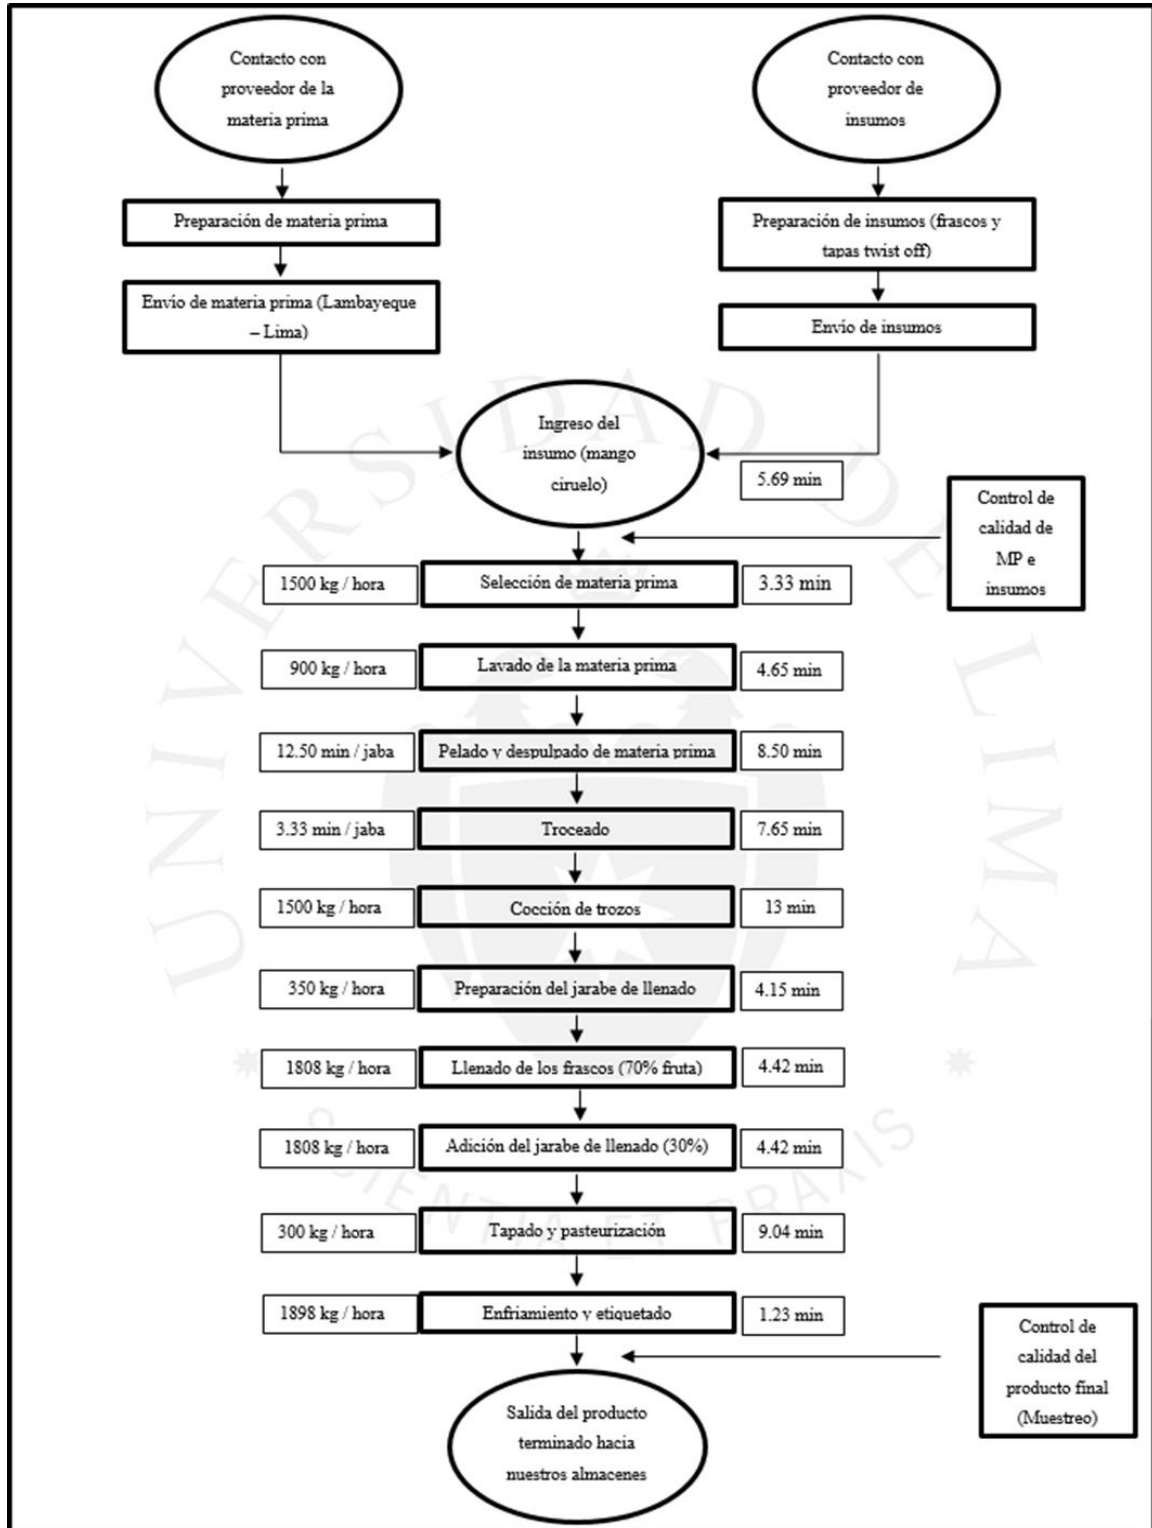 Contacto con
proveedor de la
materia prima
Contacto con
proveedor de
insumos
Preparación de materia prima
Preparación de insumos (frascos y
tapas twist off)
Envío de materia prima (Lambayeque
– Lima)
Envío de insumos
Ingreso del
insumo (mango
ciruelo)
5.69 min
Control de
calidad de
MP e
insumos
1500 kg / hora
Selección de materia prima
3.33 min
900 kg / hora
Lavado de la materia prima
4.65 min
12.50 min / jaba
Pelado y despulpado de materia prima
8.50 min
3.33 min / jaba
Troceado
7.65 min
1500 kg / hora
Cocción de trozos
13 min
350 kg / hora
Preparación del jarabe de llenado
4.15 min
1808 kg / hora
Llenado de los frascos (70% fruta)
4.42 min
1808 kg / hora
Adición del jarabe de llenado (30%)
4.42 min
300 kg / hora
Tapado y pasteurización
9.04 min
1898 kg / hora
Enfriamiento y etiquetado
1.23 min
Control de
calidad del
producto final
(Muestreo)
Salida del producto
terminado hacia
nuestros almacenes
UNIVERSIDAD DE LIMA
SCIENTIA ET PRAXIS